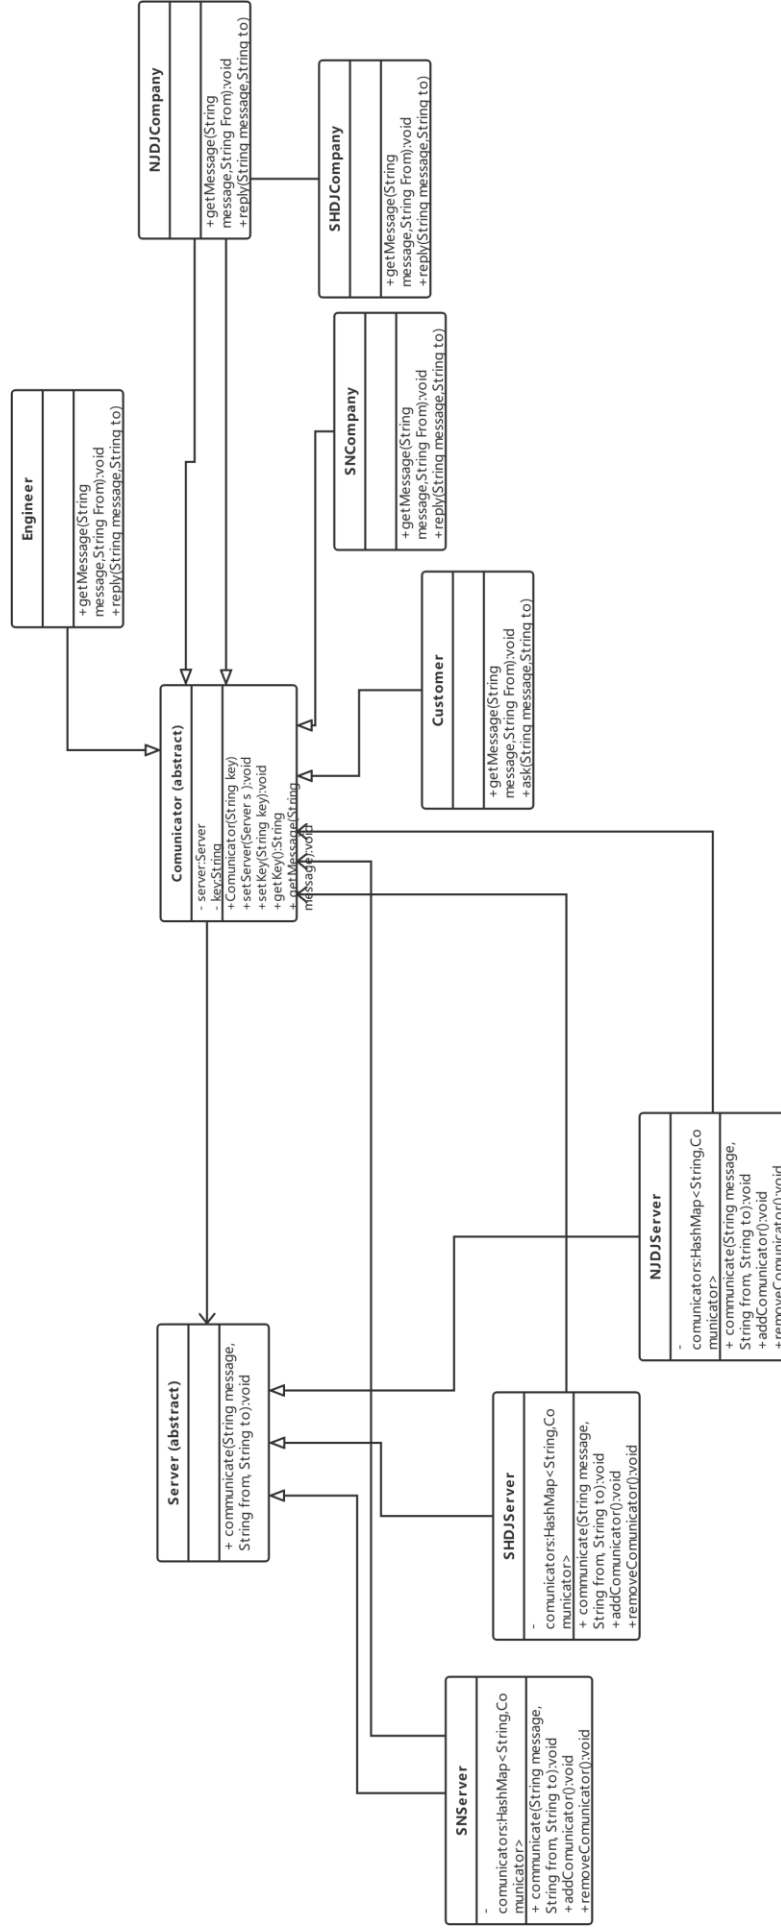 Engineer
+getMessage(String
message,String From):void
+reply(String message,String to)
NJDJCompany
+getMessage(String
message,String From):void
+reply(String message,String to)
Server (abstract)
+ communicate(String message,
String from, String to):void
Comunicator (abstract)
- server:Server
- key:String
+Comunicator(String key)
+setServer(Server s ):void
+setKey(String key):void
+getKey():String
+ getMessage(String
message):void
SHDJCompany
+getMessage(String
message,String From):void
+reply(String message,String to)
SNCompany
+getMessage(String
message,String From):void
+reply(String message,String to)
Customer
+getMessage(String
message,String From):void
+ask(String message,String to)
SNServer
-
comunicators:HashMap<String,Co
municator>
+ communicate(String message,
String from, String to):void
+addComunicator():void
+removeComunicator():void
SHDJServer
-
comunicators:HashMap<String,Co
municator>
+ communicate(String message,
String from, String to):void
+addComunicator():void
+removeComunicator():void
NJDJServer
-
comunicators:HashMap<String,Co
municator>
+ communicate(String message,
String from, String to):void
+addComunicator():void
+removeComunicator():void